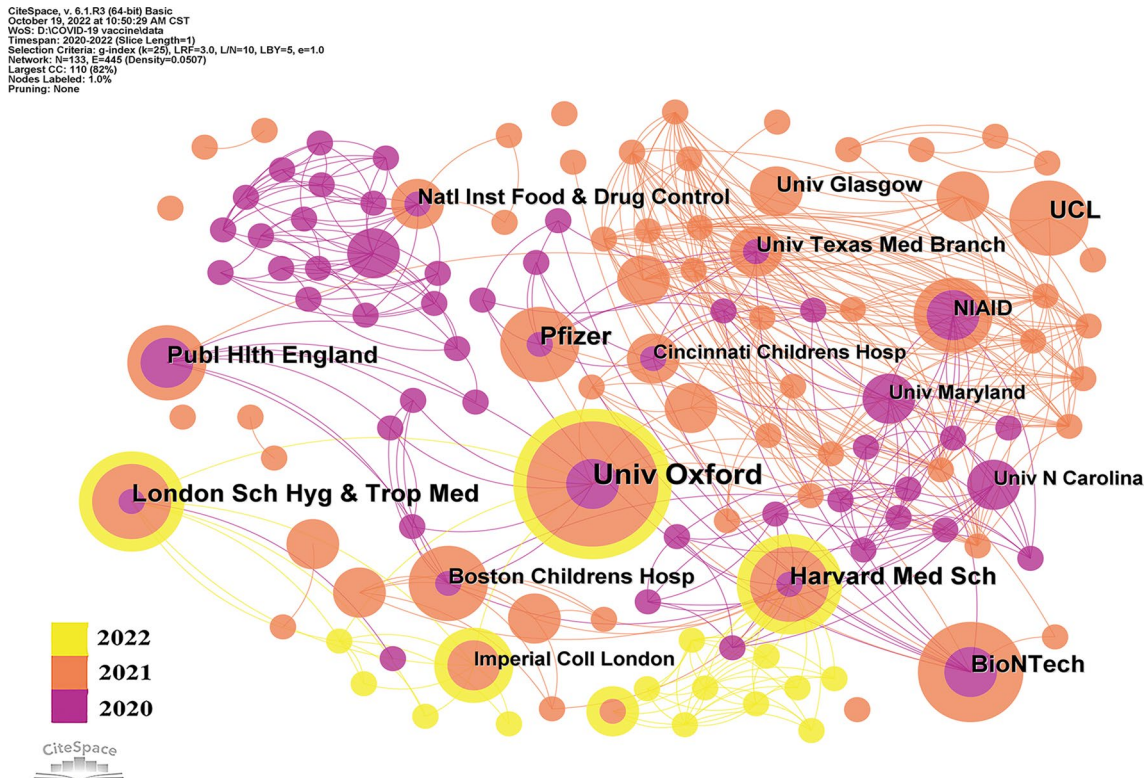 CiteSpace, v. 6.1.R3 (64-bit) Basic
October 19, 2022 at 10:50:29 AM CST
WoS: D:\COVID-19 vaccine\data
Timespan: 2020-2022 (Slice Length=1)
Selection Criteria: g-index (k=25), LRF=3.0, L/N=10, LBY=5, e=1.0
Network: N=133, E=445 (Density=0.0507)
Largest CC: 110 (82%)
Nodes Labeled: 1.0%
Pruning: None
Natl Inst Food & Drug Control
Univ Glasgow
UCL
Univ Texas Med Branch
NIAID
Pfizer
Publ Hlth England
Cincinnati Childrens Hosp
Univ Maryland
Univ Oxford
Univ N Carolina
London Sch Hyg & Trop Med
Boston Childrens Hosp
Harvard Med Sch
Imperial Coll London
BioNTech
2022
2021
2020
CiteSpace